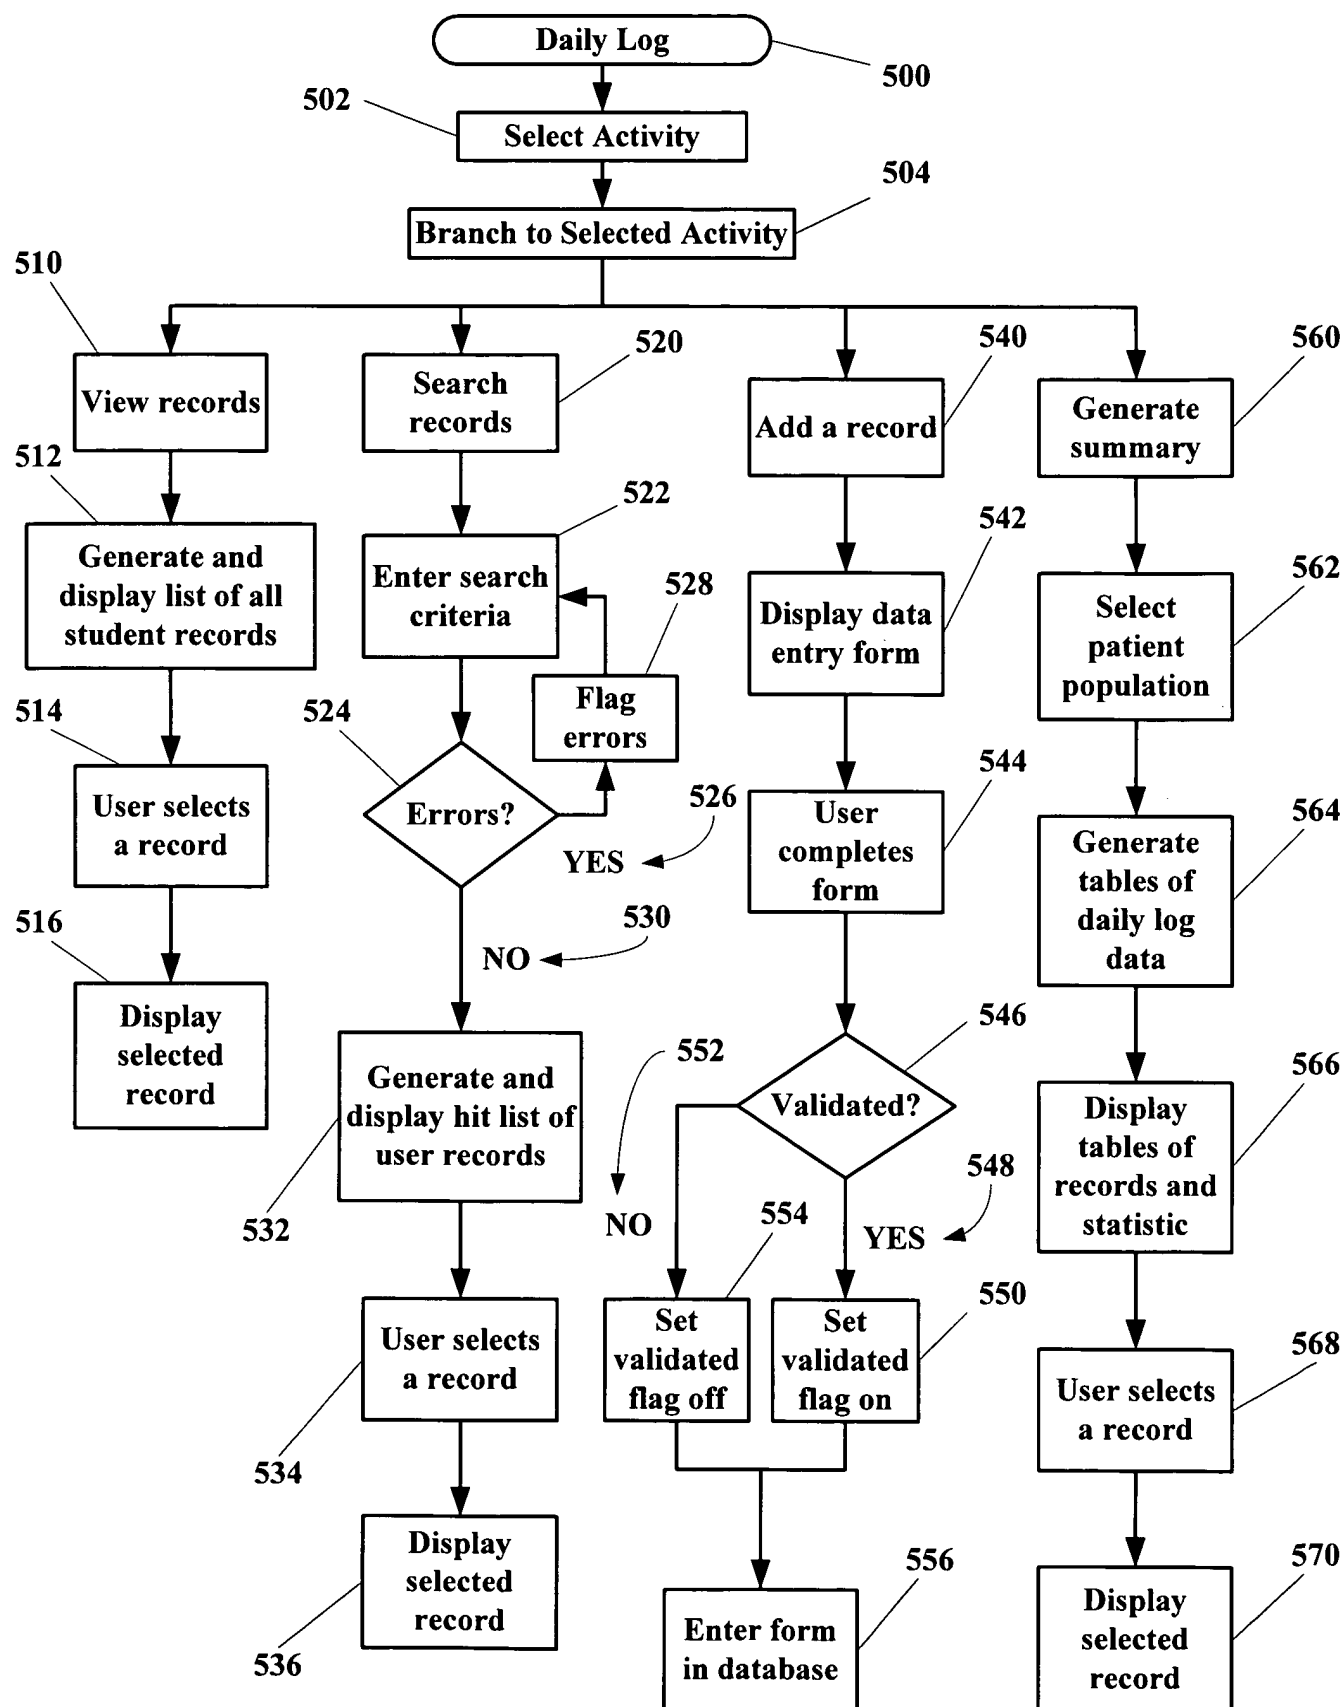 Daily Log
500
502
Select Activity
504
Branch to Selected Activity
510
View records
512
Generate and
display list of all
student records
514
User selects
a record
516
Display
selected
record
520
Search
records
522
Enter search
criteria
528
Flag
errors
524
Errors?
526
YES
530
NO
Generate and
display hit list of
user records
532
User selects
a record
534
Display
selected
record
536
540
Add a record
542
Display data
entry form
544
User
completes
form
546
Validated?
552
NO
548
YES
554
Set
validated
flag off
550
Set
validated
flag on
556
Enter form
in database
560
Generate
summary
562
Select
patient
population
564
Generate
tables of
daily log
data
566
Display
tables of
records and
statistic
568
User selects
a record
570
Display
selected
record